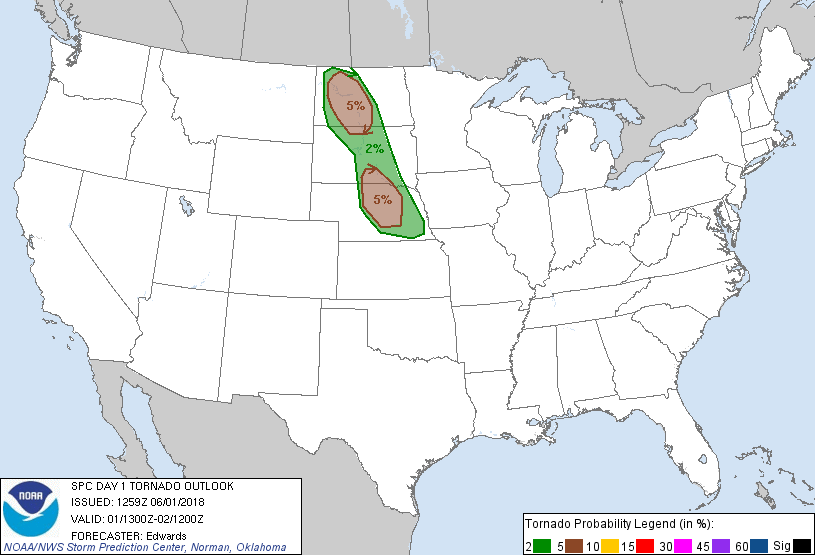 5%
2%
5%
NOAA
SPC DAY 1 TORNADO OUTLOOK
ISSUED: 1259Z 06/01/2018
VALID: 01/1300Z-02/1200Z
FORECASTER: Edwards
NOAA/NWS Storm Prediction Center, Norman, Oklahoma
Tornado Probability Legend (in %):
2 5 10 15 30 45 60 Sig